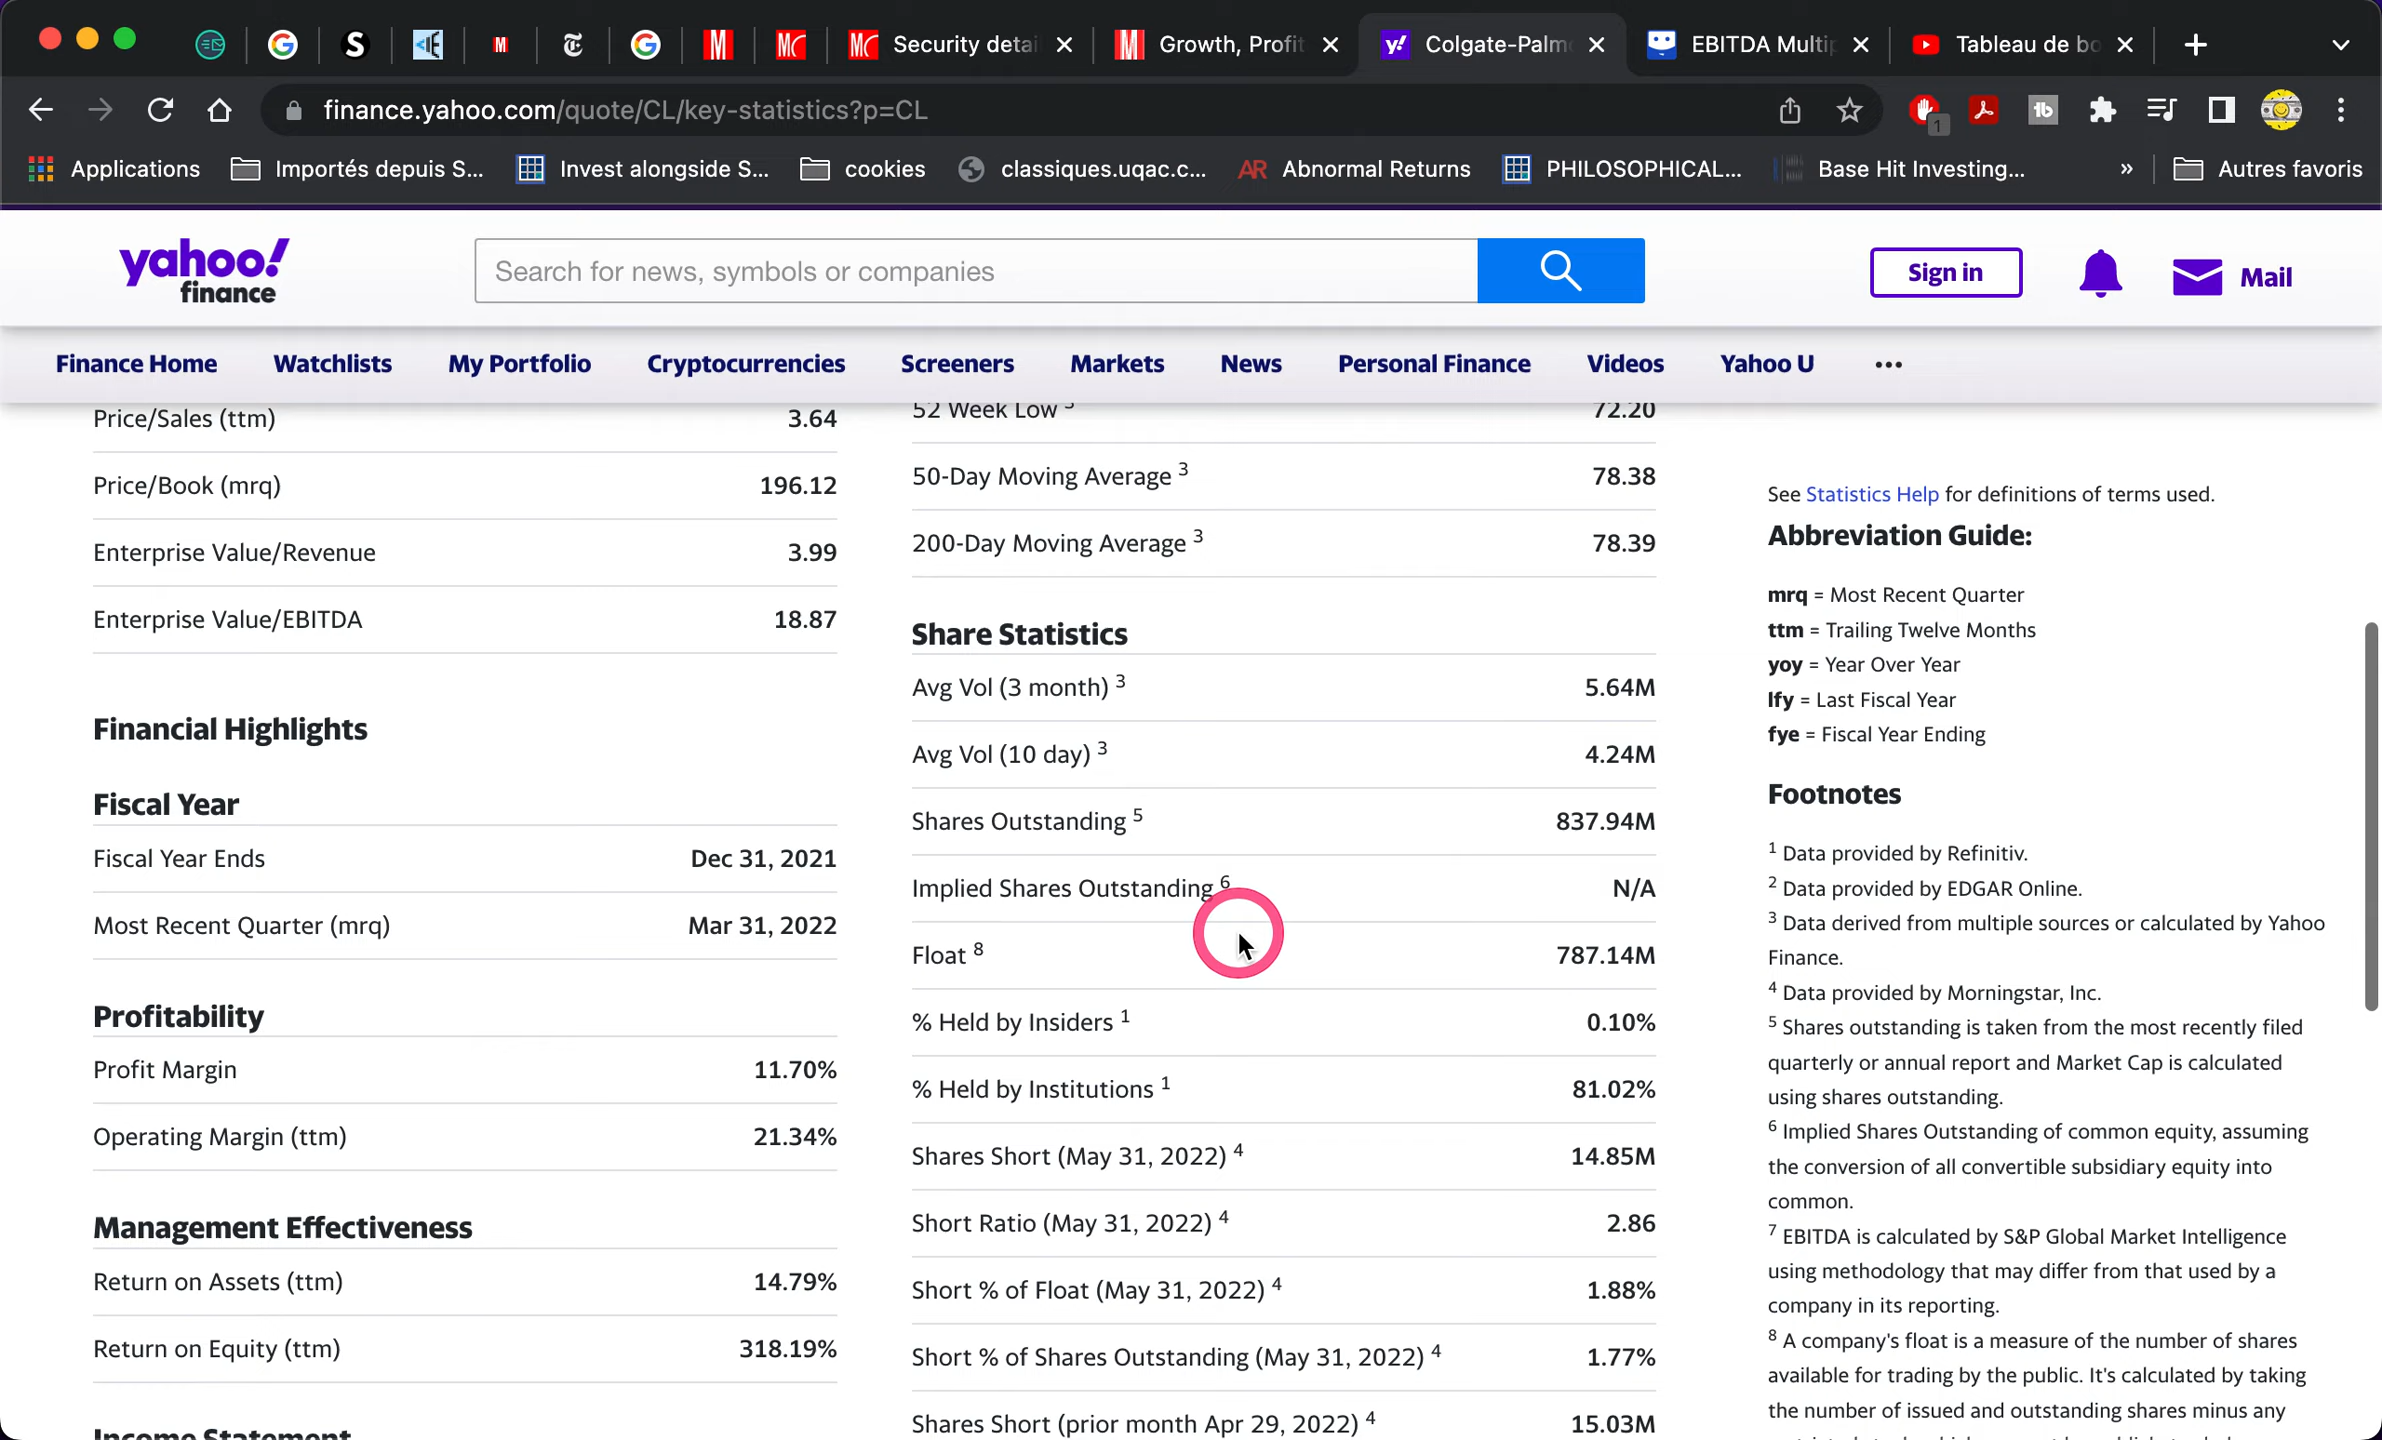 Security detai
Growth, Profit
Colgate-Palm
EBITDA Multip
Tableau de bo
finance.yahoo.com/quote/CL/key-statistics?p=CL
1
Applications
Importés depuis S...
Invest alongside S...
cookies
classiques.uqac.c...
AR Abnormal Returns
PHILOSOPHICAL...
Base Hit Investing...
»
Autres favoris
yahoo!
finance
Search for news, symbols or companies
Sign in
Mail
Finance Home
Watchlists
My Portfolio
Cryptocurrencies
Screeners
Markets
News
Personal Finance
Videos
Yahoo U
...
Price/Sales (ttm) 3.64
Price/Book (mrq) 196.12
Enterprise Value/Revenue 3.99
Enterprise Value/EBITDA 18.87
Financial Highlights
Fiscal Year
Fiscal Year Ends Dec 31, 2021
Most Recent Quarter (mrq) Mar 31, 2022
Profitability
Profit Margin 11.70%
Operating Margin (ttm) 21.34%
Management Effectiveness
Return on Assets (ttm) 14.79%
Return on Equity (ttm) 318.19%
Income Statement
52 Week Low 3 72.20
50-Day Moving Average 3 78.38
200-Day Moving Average 3 78.39
Share Statistics
Avg Vol (3 month) 3 5.64M
Avg Vol (10 day) 3 4.24M
Shares Outstanding 5 837.94M
Implied Shares Outstanding 6 N/A
Float 8 787.14M
% Held by Insiders 1 0.10%
% Held by Institutions 1 81.02%
Shares Short (May 31, 2022) 4 14.85M
Short Ratio (May 31, 2022) 4 2.86
Short % of Float (May 31, 2022) 4 1.88%
Short % of Shares Outstanding (May 31, 2022) 4 1.77%
Shares Short (prior month Apr 29, 2022) 4 15.03M
See Statistics Help for definitions of terms used.
Abbreviation Guide:
mrq = Most Recent Quarter
ttm = Trailing Twelve Months
yoy = Year Over Year
lfy = Last Fiscal Year
fye = Fiscal Year Ending
Footnotes
1 Data provided by Refinitiv.
2 Data provided by EDGAR Online.
3 Data derived from multiple sources or calculated by Yahoo
Finance.
4 Data provided by Morningstar, Inc.
5 Shares outstanding is taken from the most recently filed
quarterly or annual report and Market Cap is calculated
using shares outstanding.
6 Implied Shares Outstanding of common equity, assuming
the conversion of all convertible subsidiary equity into
common.
7 EBITDA is calculated by S&P Global Market Intelligence
using methodology that may differ from that used by a
company in its reporting.
8 A company's float is a measure of the number of shares
available for trading by the public. It's calculated by taking
the number of issued and outstanding shares minus any